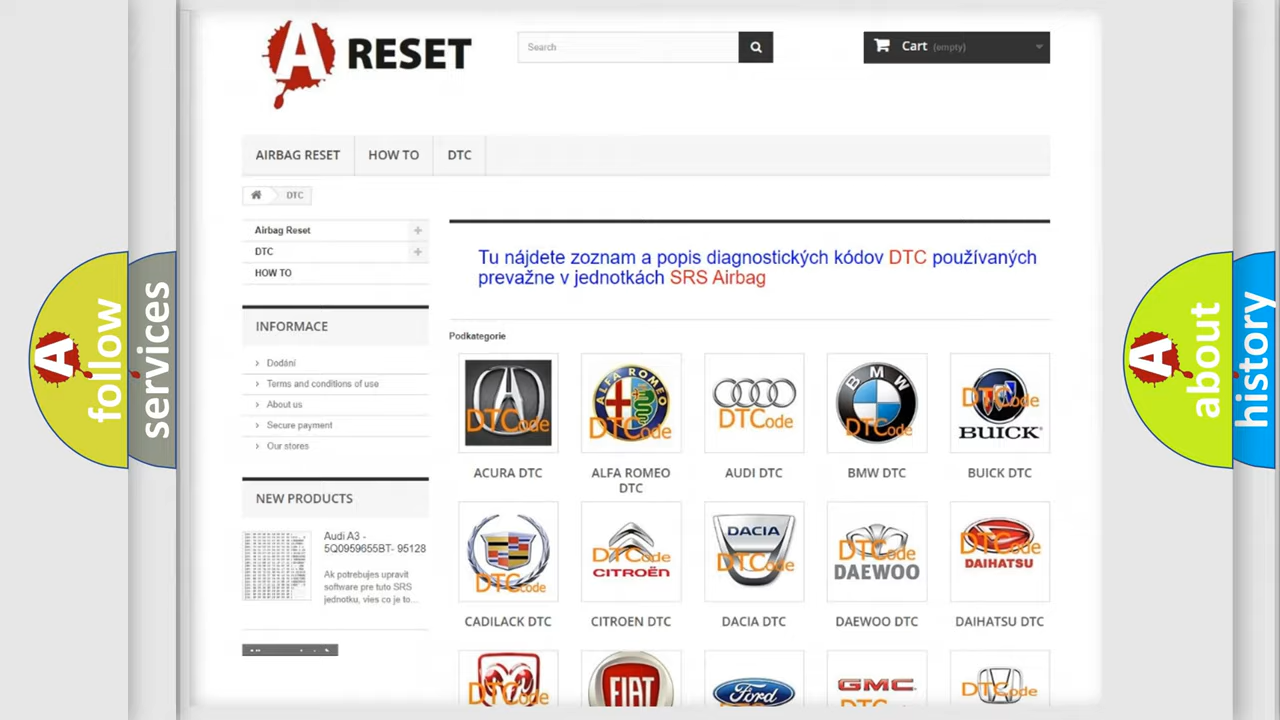 A RESET
Search
Cart (empty)
AIRBAG RESET
HOW TO
DTC
DTC
Airbag Reset
DTC
HOW TO
Tu nájdete zoznam a popis diagnostických kódov DTC používaných
prevažne v jednotkách SRS Airbag
INFORMACE
Dodání
Terms and conditions of use
About us
Secure payment
Our stores
NEW PRODUCTS
Audi A3 -
5Q0959655BT- 95128
Ak potrebujes upravit
software pre tuto SRS
jednotku, vies co je to...
Podkategorie
DTCode
ALFA ROMEO
DTCode
DTCode
BMW
DTCode
DTCode
BUICK
ACURA DTC
ALFA ROMEO
DTC
AUDI DTC
BMW DTC
BUICK DTC
DTCode
DTCode
CITROËN
DACIA
DTCode
DTCode
DAEWOO
DTCode
DAIHATSU
CADILACK DTC
CITROEN DTC
DACIA DTC
DAEWOO DTC
DAIHATSU DTC
DTCode
FIAT
Ford
GMC
DTCode
A follow
services
A about
history